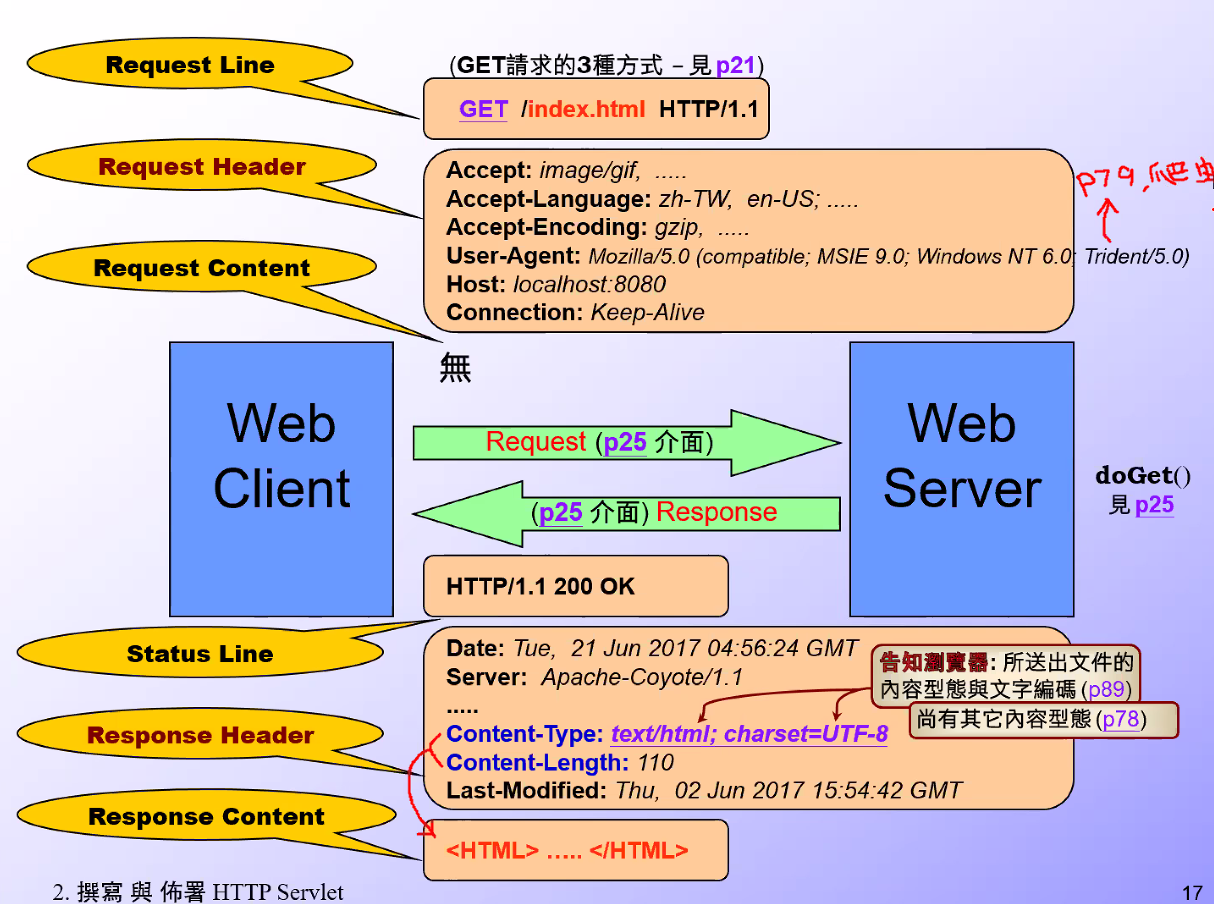 Request Line
(GET請求的3種方式 – 見 p21)
GET /index.html HTTP/1.1
Request Header
Accept: image/gif, .....
Accept-Language: zh-TW, en-US; .....
Accept-Encoding: gzip, .....
User-Agent: Mozilla/5.0 (compatible; MSIE 9.0; Windows NT 6.0; Trident/5.0)
Host: localhost:8080
Connection: Keep-Alive
p79,爬虫
Request Content
無
Web
Client
Request (p25 介面)
(p25 介面) Response
Web
Server
doGet()
見 p25
HTTP/1.1 200 OK
Status Line
Date: Tue, 21 Jun 2017 04:56:24 GMT
Server: Apache-Coyote/1.1
.....
Content-Type: text/html; charset=UTF-8
Content-Length: 110
Last-Modified: Thu, 02 Jun 2017 15:54:42 GMT
告知瀏覽器: 所送出文件的
內容型態與文字編碼 (p89)
尚有其它內容型態 (p78)
Response Header
Response Content
<HTML> ..... </HTML>
2. 撰寫 與 佈署 HTTP Servlet
17